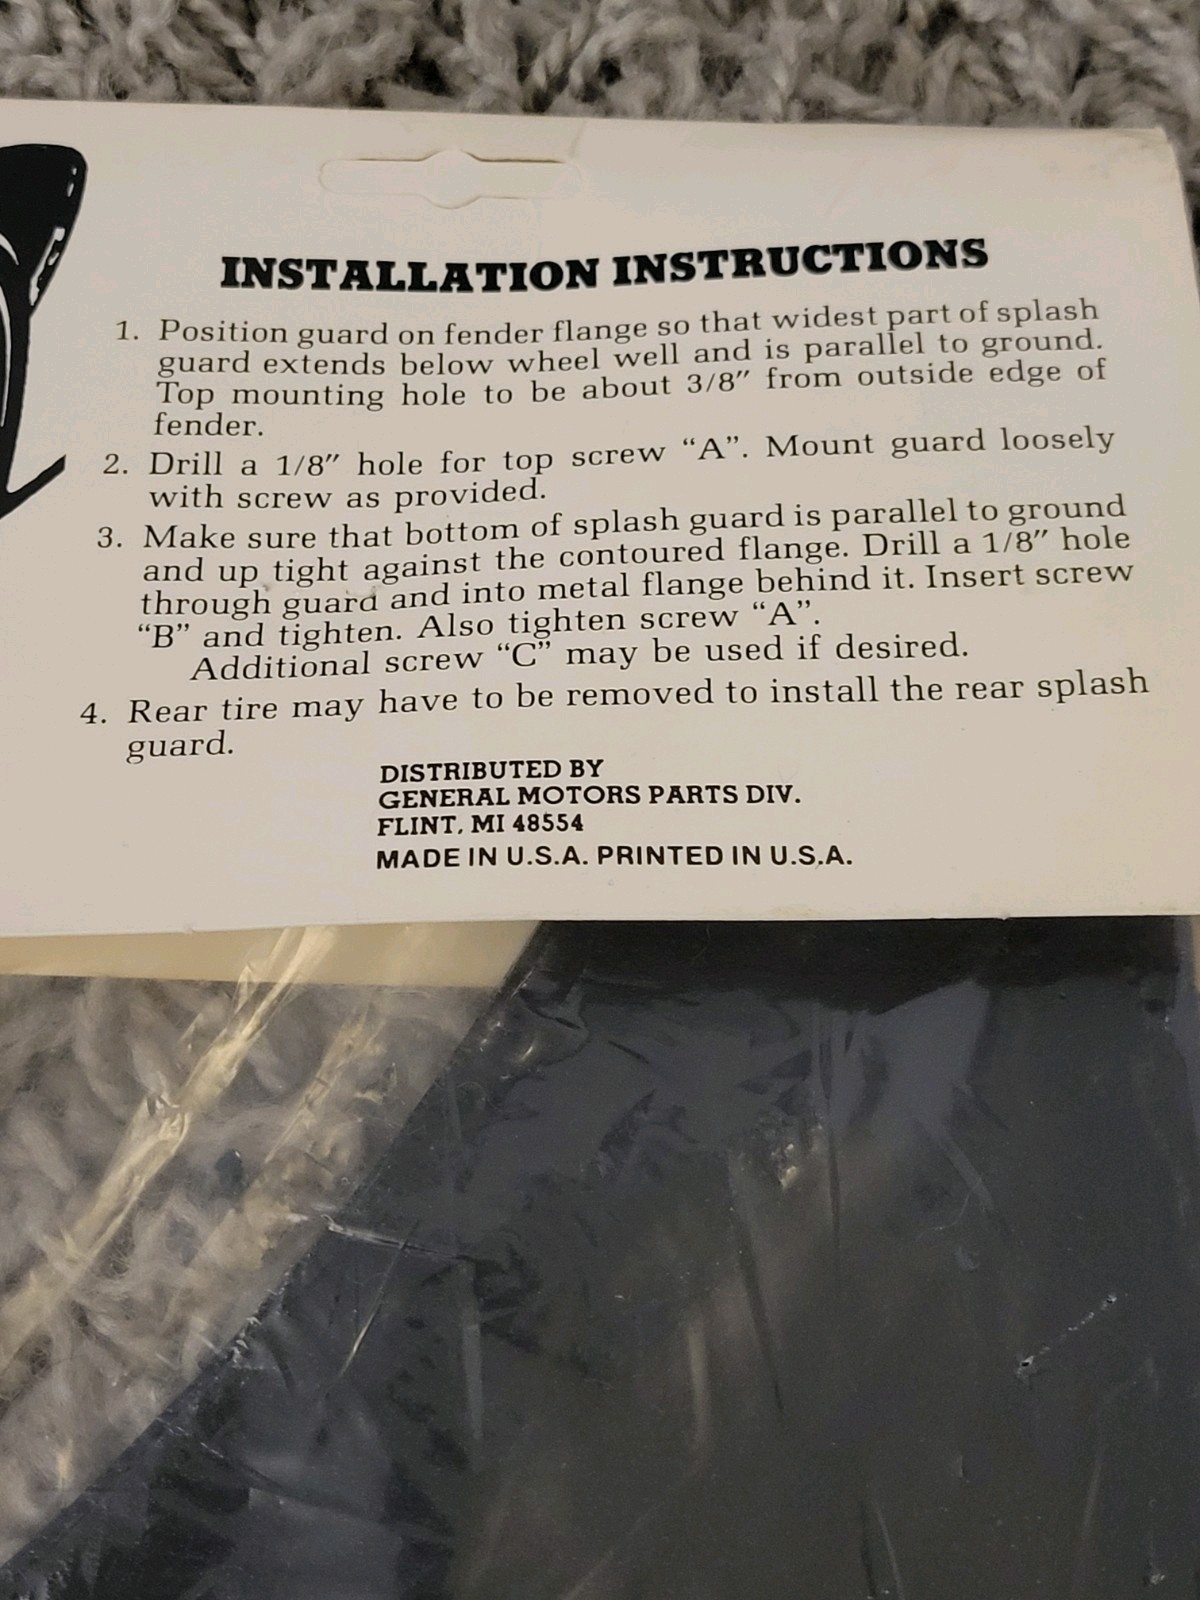 INSTALLATION INSTRUCTIONS
1. Position guard on fender flange so that widest part of splash
guard extends below wheel well and is parallel to ground.
Top mounting hole to be about 3/8" from outside edge of
fender.
2. Drill a 1/8" hole for top screw “A”. Mount guard loosely
with screw as provided.
3. Make sure that bottom of splash guard is parallel to ground
and up tight against the contoured flange. Drill a 1/8" hole
through guard and into metal flange behind it. Insert screw
“B” and tighten. Also tighten screw “A”.
Additional screw “C” may be used if desired.
4. Rear tire may have to be removed to install the rear splash
guard.
DISTRIBUTED BY
GENERAL MOTORS PARTS DIV.
FLINT, MI 48554
MADE IN U.S.A. PRINTED IN U.S.A.